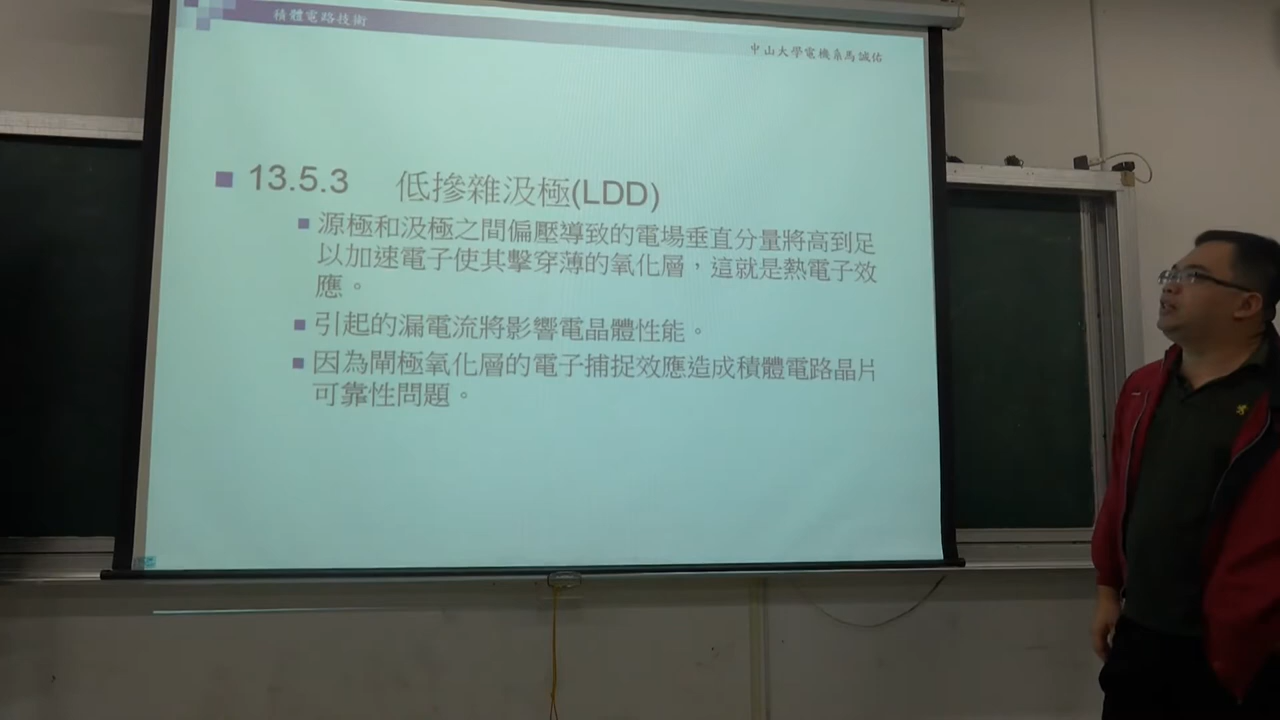 積體電路技術
中山大學電機系馬誠佑
13.5.3 低摻雜汲極(LDD)
源極和汲極之間偏壓導致的電場垂直分量將高到足
以加速電子使其擊穿薄的氧化層，這就是熱電子效
應。
引起的漏電流將影響電晶體性能。
因為閘極氧化層的電子捕捉效應造成積體電路晶片
可靠性問題。